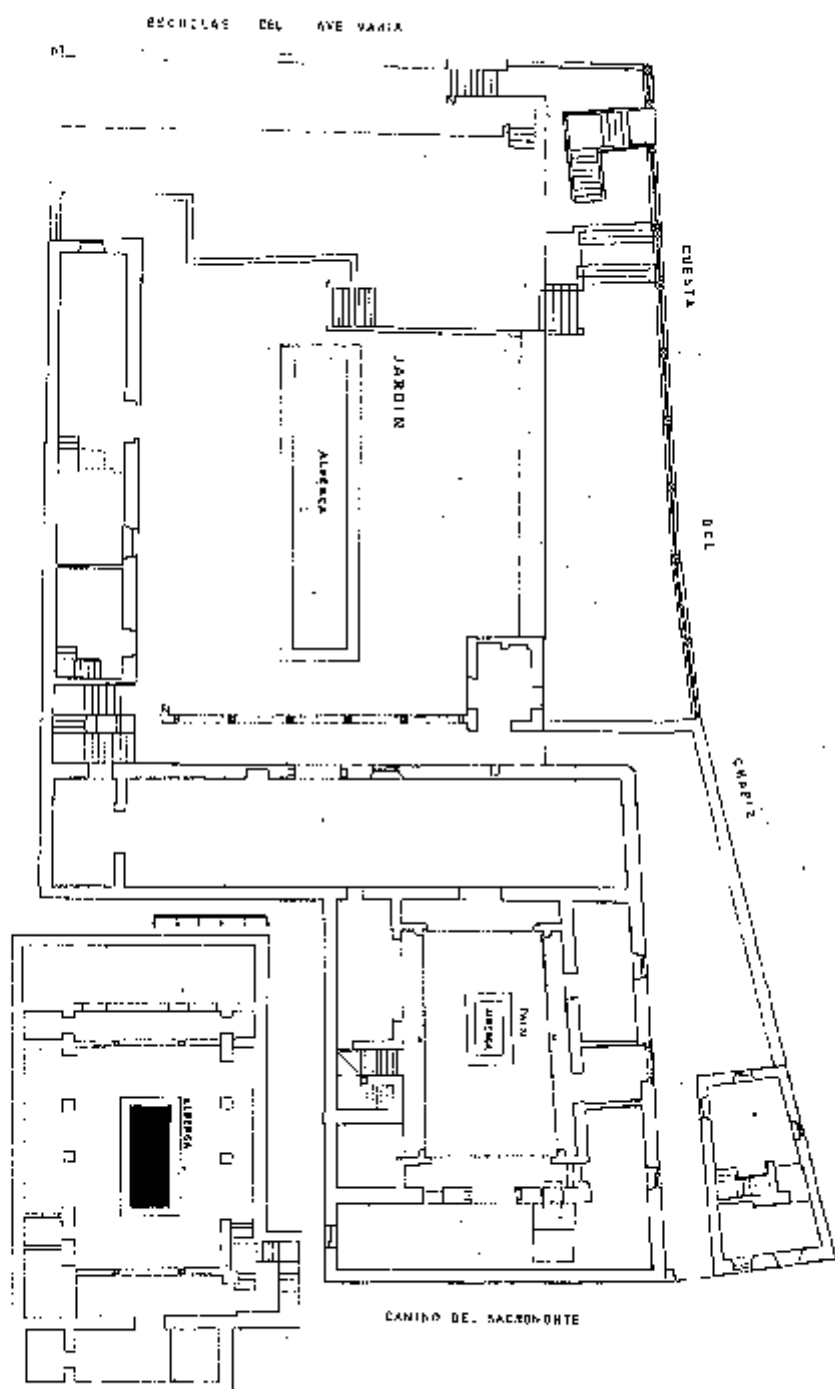 ESCUELAS DEL AVE MARIA
CUESTA
JARDIN
ALBERCA
DEL
CHAPIZ
PATIO
ALBERCA
ALBERCA
CAMINO DEL SACROMONTE